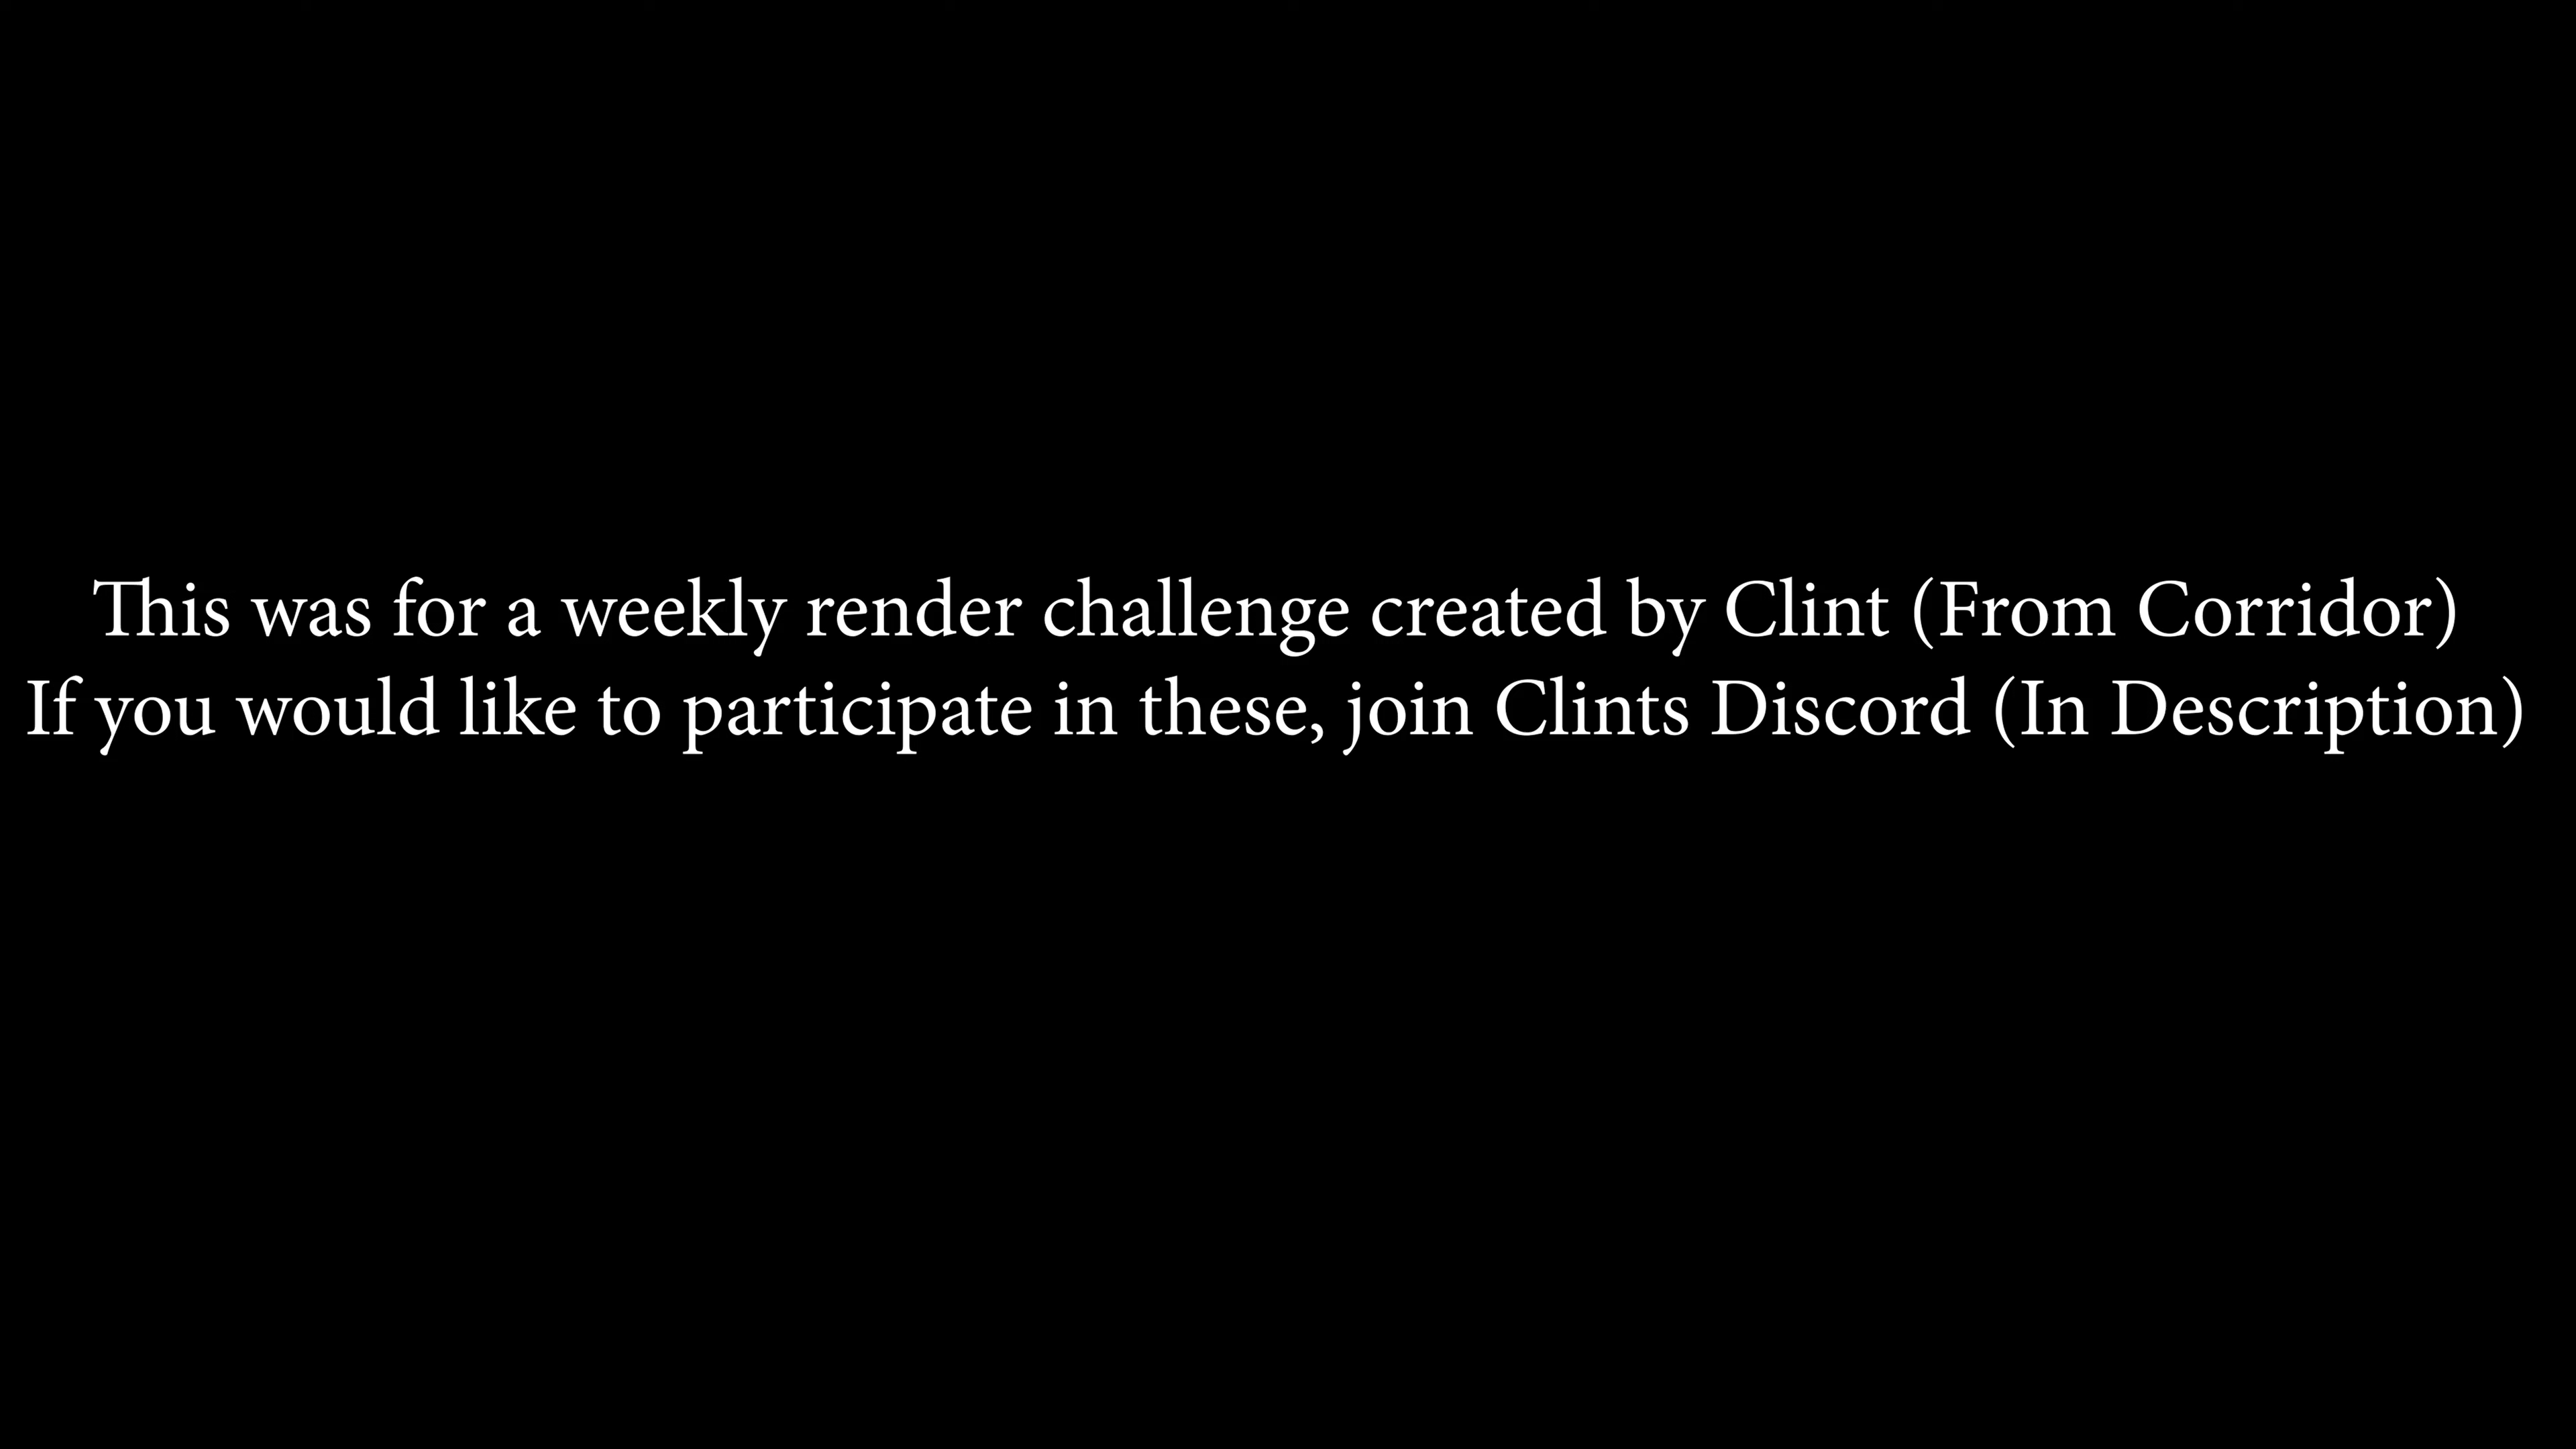 This was for a weekly render challenge created by Clint (From Corridor)
If you would like to participate in these, join Clints Discord (In Description)